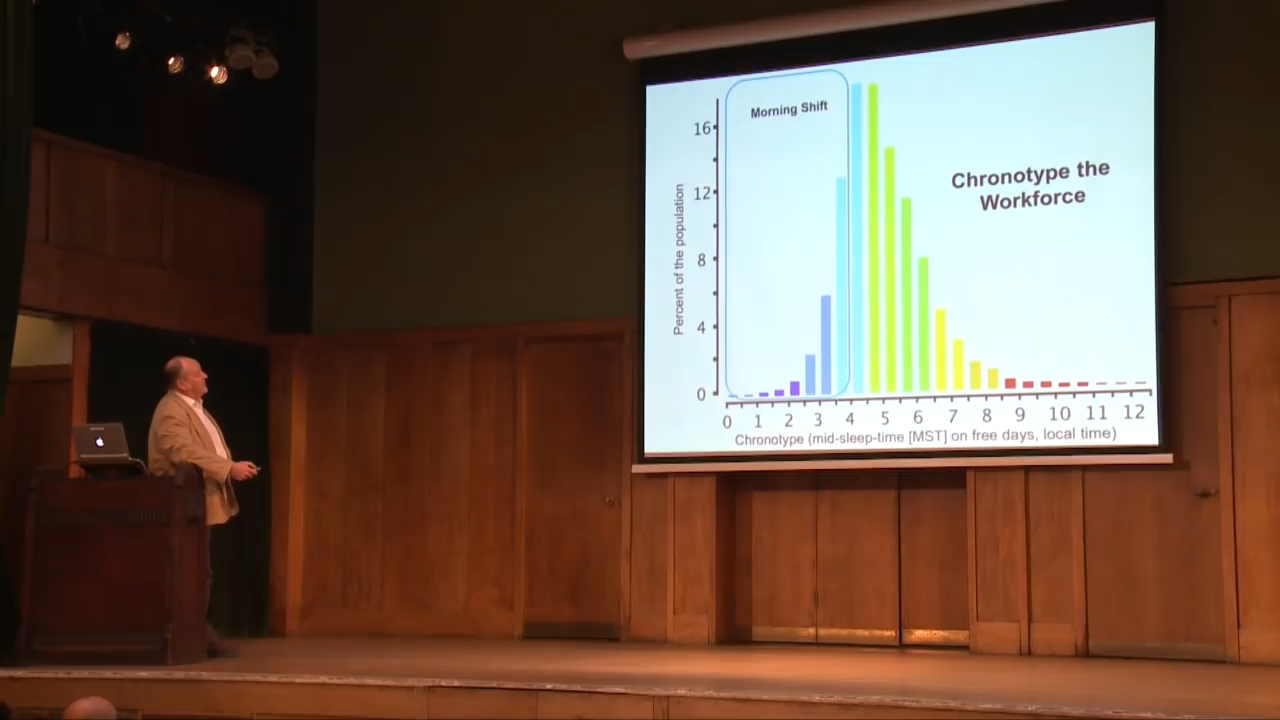 Morning Shift
Chronotype the
Workforce
Percent of the population
16
12
8
4
0
0 1 2 3 4 5 6 7 8 9 10 11 12
Chronotype (mid-sleep-time [MST] on free days, local time)